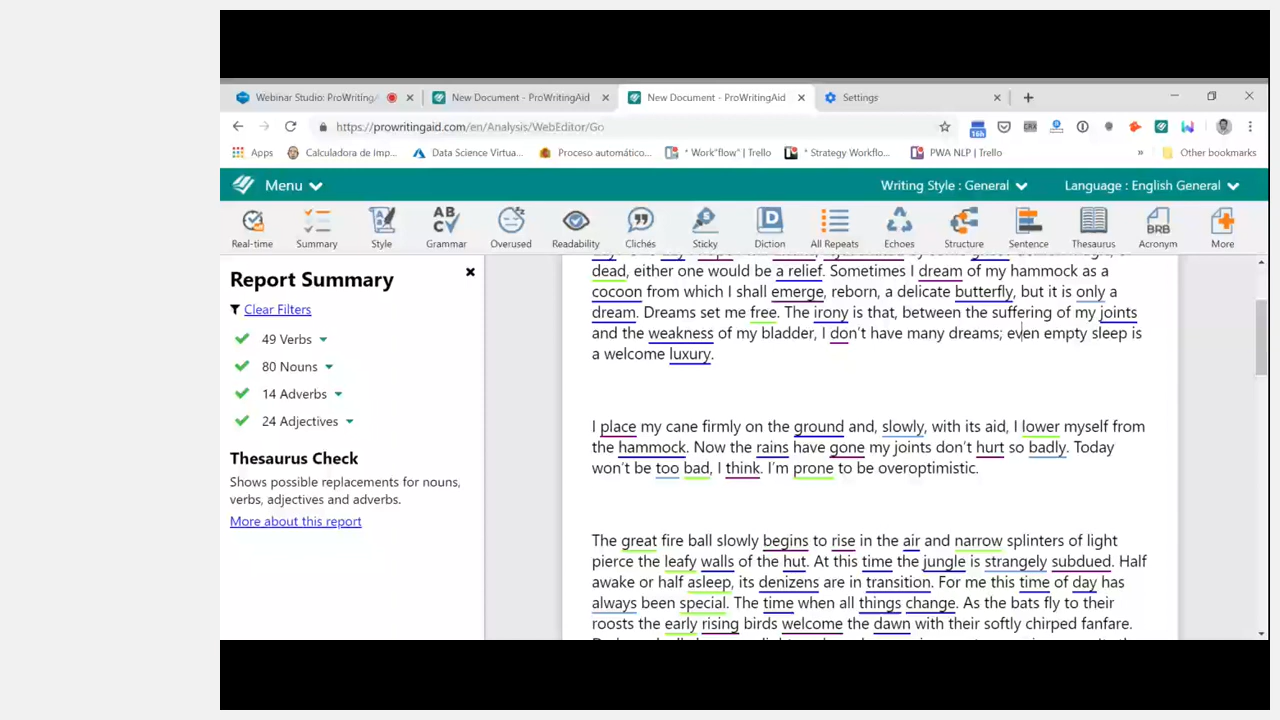 Webinar Studio: ProWriting
New Document - ProWritingAid
New Document - ProWritingAid
Settings
https://prowritingaid.com/en/Analysis/WebEditor/Go
16h
Apps
Calculadora de Imp...
Data Science Virtua...
Proceso automático...
* Work"flow" | Trello
* Strategy Workflo...
PWA NLP | Trello
»
Other bookmarks
Menu
Writing Style : General
Language : English General
Real-time
Summary
Style
Grammar
Overused
Readability
Clichés
Sticky
Diction
All Repeats
Echoes
Structure
Sentence
Thesaurus
Acronym
More
Report Summary
Clear Filters
49 Verbs
80 Nouns
14 Adverbs
24 Adjectives
Thesaurus Check
Shows possible replacements for nouns,
verbs, adjectives and adverbs.
More about this report
dead, either one would be a relief. Sometimes I dream of my hammock as a
cocoon from which I shall emerge, reborn, a delicate butterfly, but it is only a
dream. Dreams set me free. The irony is that, between the suffering of my joints
and the weakness of my bladder, I don't have many dreams; even empty sleep is
a welcome luxury.
I place my cane firmly on the ground and, slowly, with its aid, I lower myself from
the hammock. Now the rains have gone my joints don't hurt so badly. Today
won't be too bad, I think. I'm prone to be overoptimistic.
The great fire ball slowly begins to rise in the air and narrow splinters of light
pierce the leafy walls of the hut. At this time the jungle is strangely subdued. Half
awake or half asleep, its denizens are in transition. For me this time of day has
always been special. The time when all things change. As the bats fly to their
roosts the early rising birds welcome the dawn with their softly chirped fanfare.